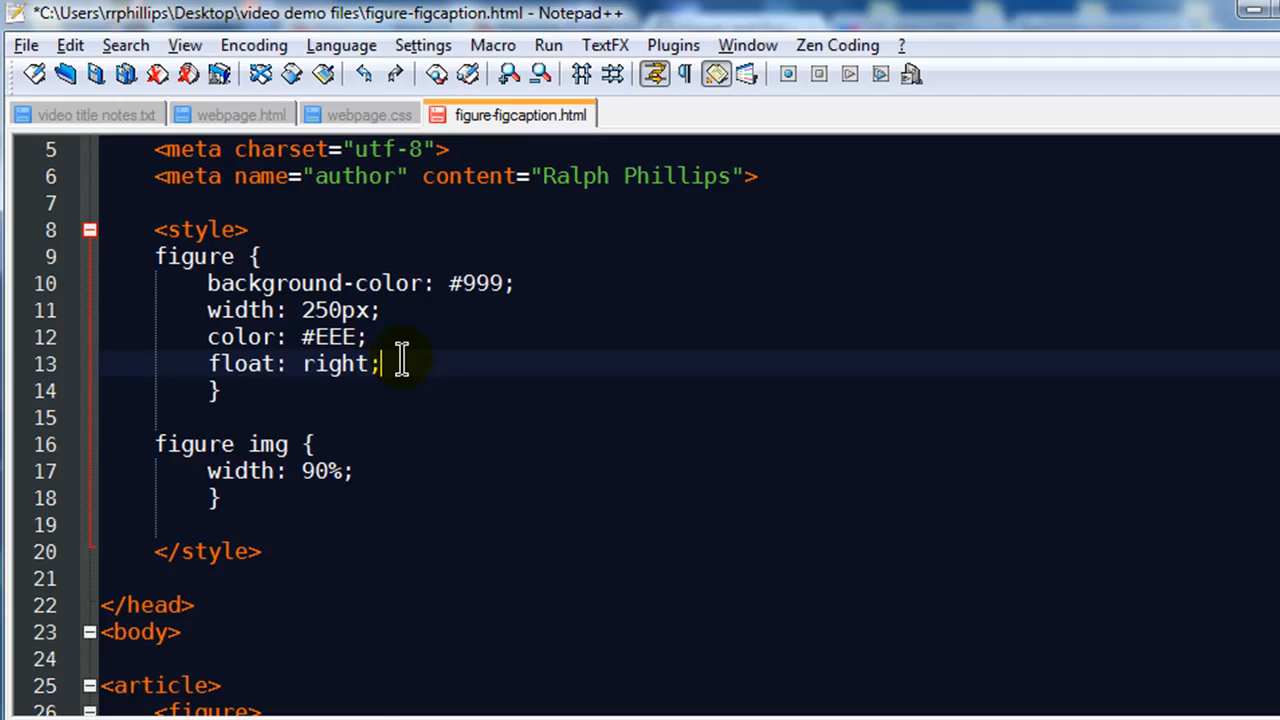 *C:\Users\rrphillips\Desktop\video demo files\figure-figcaption.html - Notepad++
File Edit Search View Encoding Language Settings Macro Run TextFX Plugins Window Zen Coding ?
video title notes.txt webpage.html webpage.css figure-figcaption.html
5 <meta charset="utf-8">
6 <meta name="author" content="Ralph Phillips">
7
8 <style>
9 figure {
10 background-color: #999;
11 width: 250px;
12 color: #EEE;
13 float: right;
14 }
15
16 figure img {
17 width: 90%;
18 }
19
20 </style>
21
22 </head>
23 <body>
24
25 <article>
26 <figure>